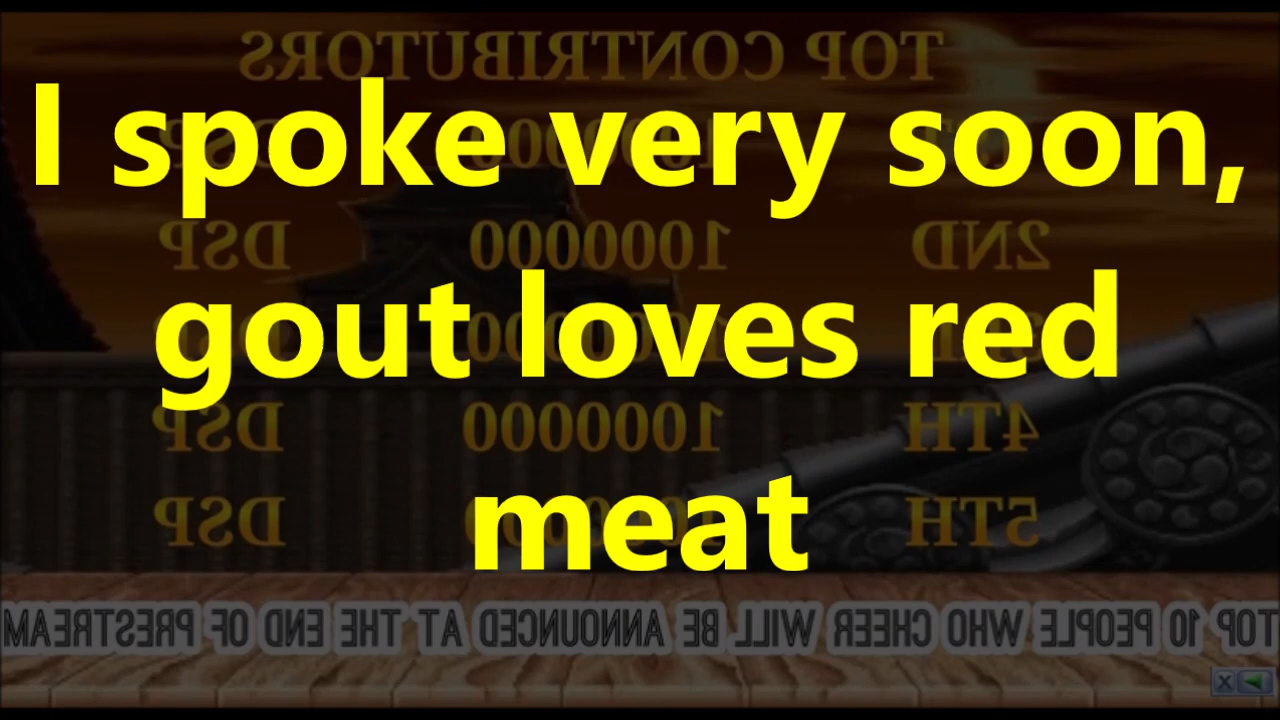 I spoke very soon,
gout loves red
meat
TOP CONTRIBUTORS
2ND 1000000 DSP
4TH 1000000 DSP
5TH DSP
TOP 10 PEOPLE WHO CHEER WILL BE ANNOUNCED AT THE END OF PRESTREAM
X